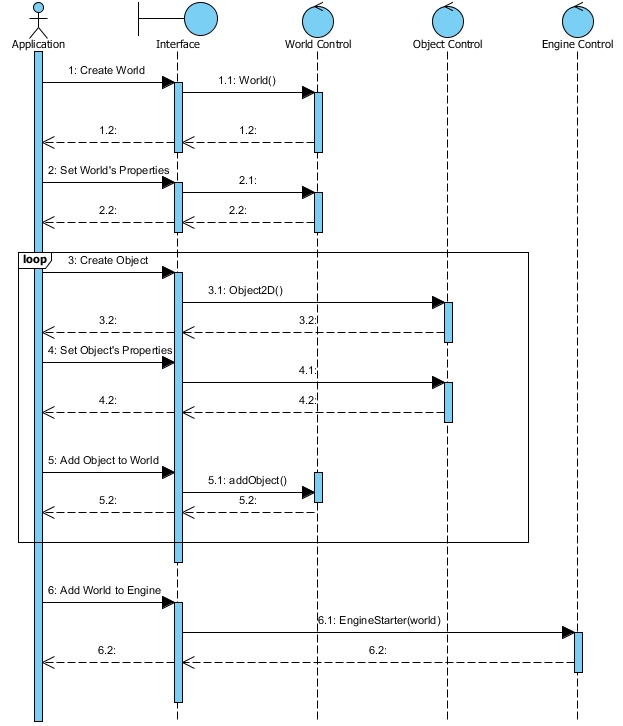 Application
Interface
World Control
Object Control
Engine Control
1: Create World
1.1: World()
1.2:
1.2:
2: Set World's Properties
2.1:
2.2:
2.2:
loop
3: Create Object
3.1: Object2D()
3.2:
3.2:
4: Set Object's Properties
4.1:
4.2:
4.2:
5: Add Object to World
5.1: addObject()
5.2:
5.2:
6: Add World to Engine
6.1: EngineStarter(world)
6.2:
6.2: